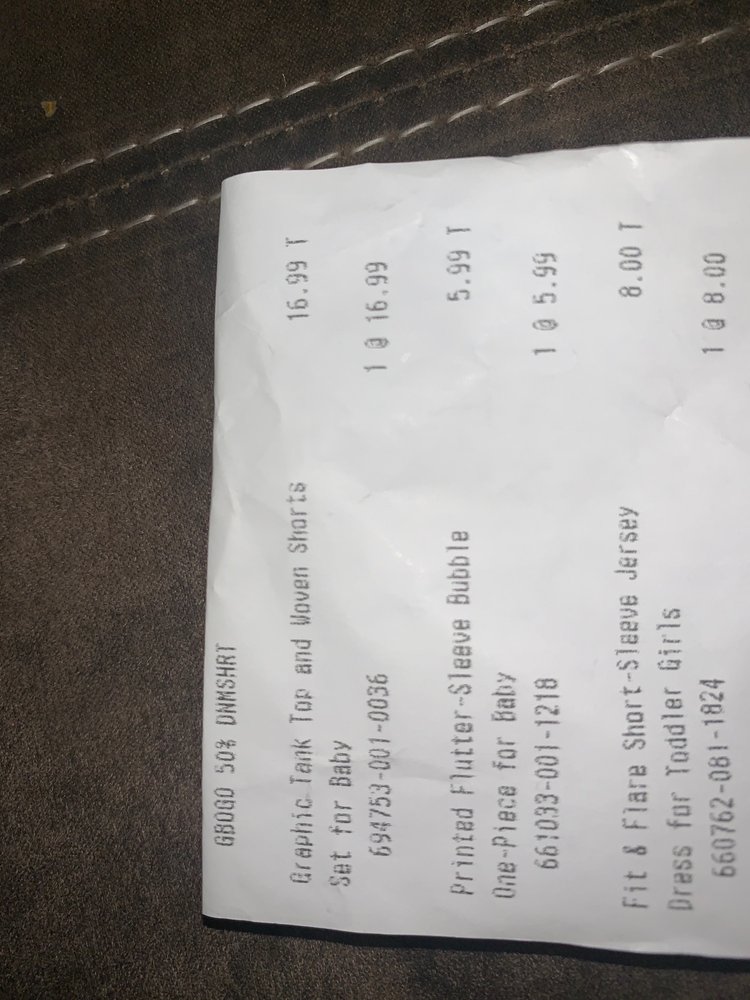 GBOGO 50% DNMSHRT
Graphic Tank Top and Woven Shorts 16.99 T
Set for Baby
694753-001-0036 1 @ 16.99
Printed Flutter-Sleeve Bubble 5.99 T
One-Piece for Baby
661093-001-1218 1 @ 5.99
Fit & Flare Short-Sleeve Jersey 8.00 T
Dress for Toddler Girls
660762-081-1824 1 @ 8.00